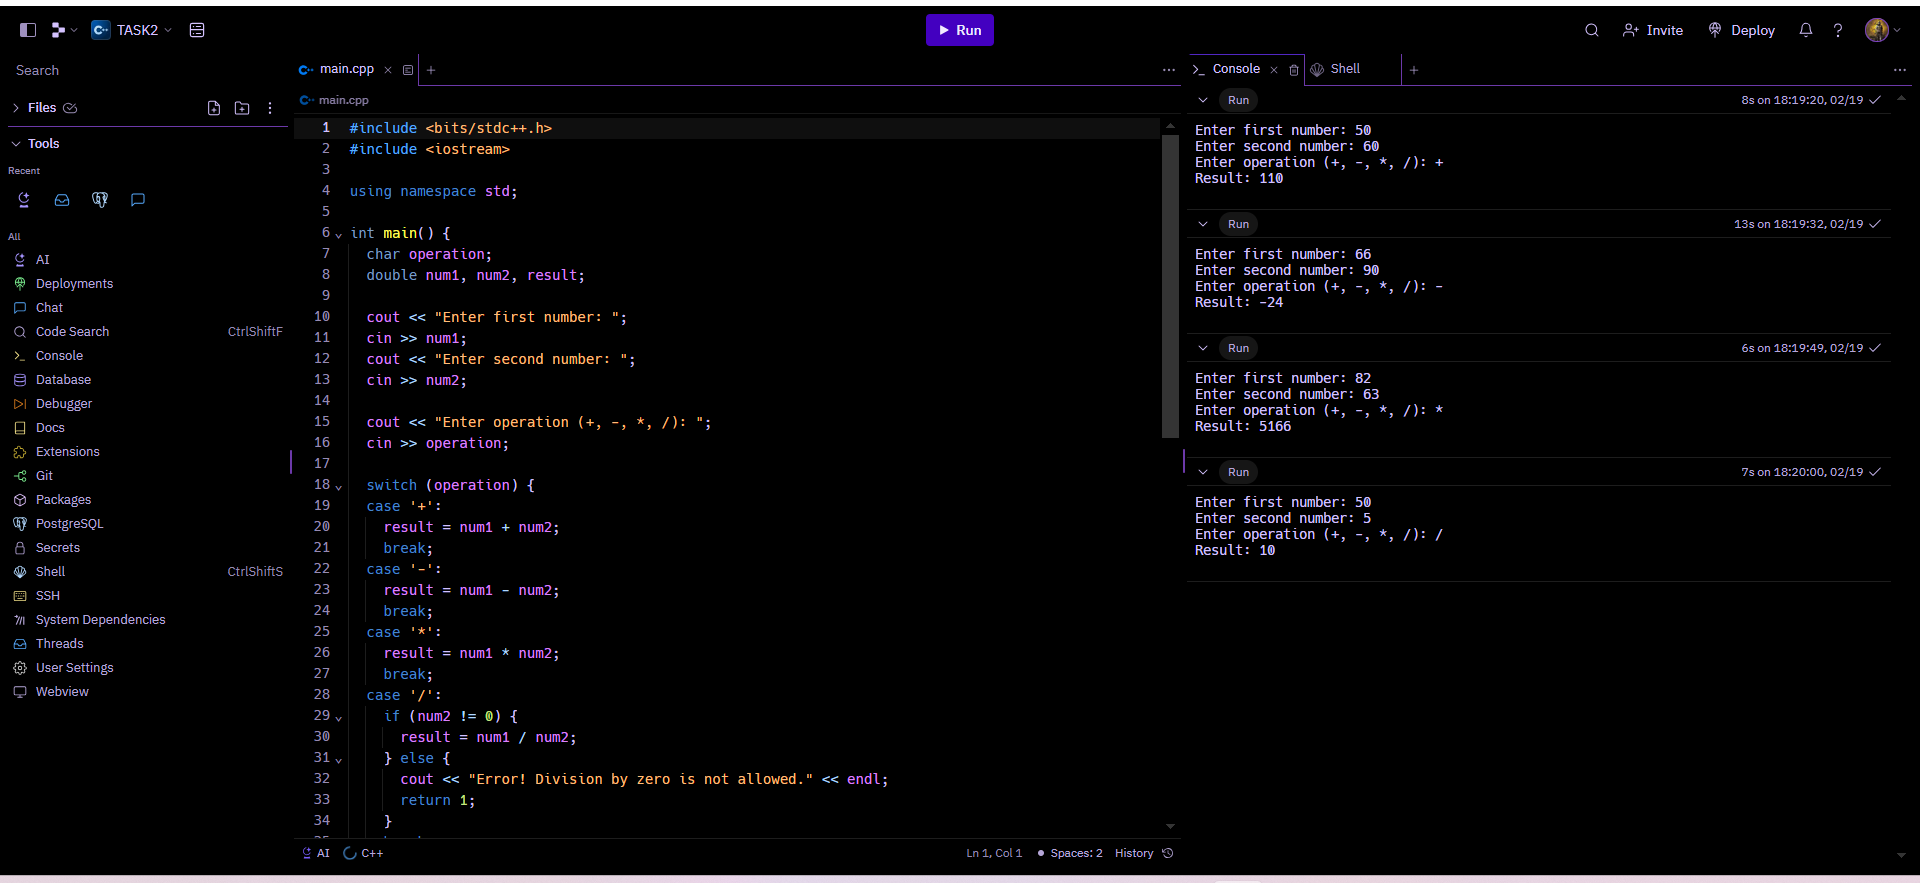 TASK2
Run
Invite
Deploy
?
Search
Files
Tools
Recent
All
AI
Deployments
Chat
Code Search CtrlShiftF
Console
Database
Debugger
Docs
Extensions
Git
Packages
PostgreSQL
Secrets
Shell CtrlShiftS
SSH
System Dependencies
Threads
User Settings
Webview
main.cpp
main.cpp
1 #include <bits/stdc++.h>
2 #include <iostream>
3
4 using namespace std;
5
6 int main() {
7 char operation;
8 double num1, num2, result;
9
10 cout << "Enter first number: ";
11 cin >> num1;
12 cout << "Enter second number: ";
13 cin >> num2;
14
15 cout << "Enter operation (+, -, *, /): ";
16 cin >> operation;
17
18 switch (operation) {
19 case '+':
20 result = num1 + num2;
21 break;
22 case '-':
23 result = num1 - num2;
24 break;
25 case '*':
26 result = num1 * num2;
27 break;
28 case '/':
29 if (num2 != 0) {
30 result = num1 / num2;
31 } else {
32 cout << "Error! Division by zero is not allowed." << endl;
33 return 1;
34 }
AI C++ Ln 1, Col 1 Spaces: 2 History
Console Shell
Run 8s on 18:19:20, 02/19
Enter first number: 50
Enter second number: 60
Enter operation (+, -, *, /): +
Result: 110
Run 13s on 18:19:32, 02/19
Enter first number: 66
Enter second number: 90
Enter operation (+, -, *, /): -
Result: -24
Run 6s on 18:19:49, 02/19
Enter first number: 82
Enter second number: 63
Enter operation (+, -, *, /): *
Result: 5166
Run 7s on 18:20:00, 02/19
Enter first number: 50
Enter second number: 5
Enter operation (+, -, *, /): /
Result: 10